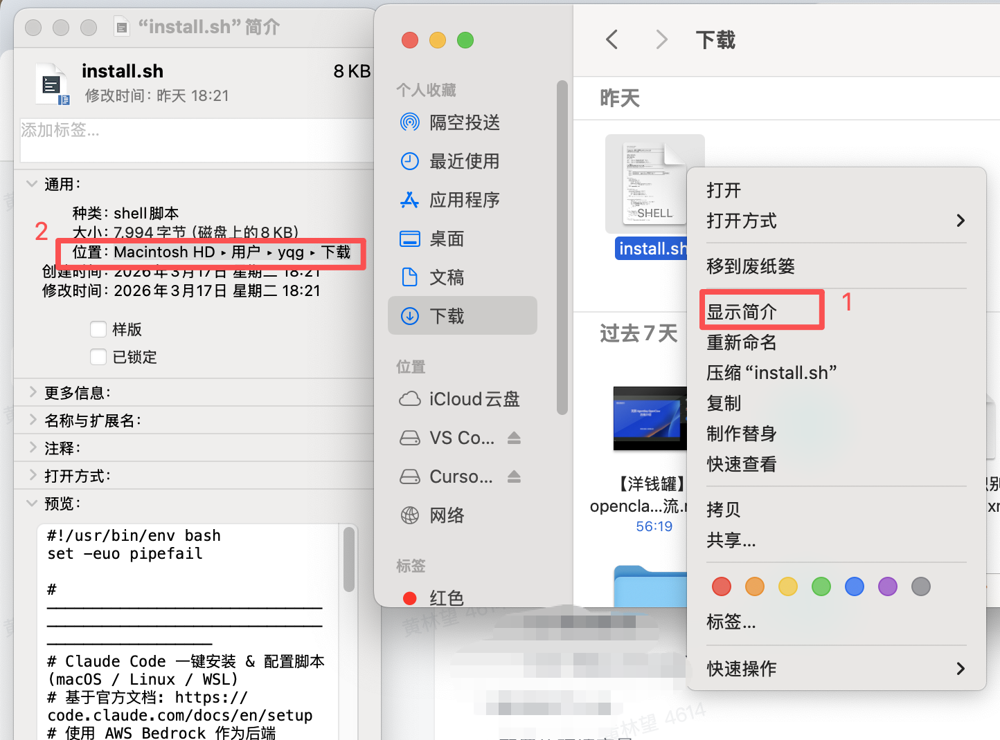 “install.sh” 简介
install.sh
8 KB
修改时间：昨天 18:21
添加标签...
通用：
种类：shell脚本
大小：7,994 字节 (磁盘上的 8 KB)
2
位置：Macintosh HD ▸ 用户 ▸ yqg ▸ 下载
创建时间：2026年3月17日 星期二 18:21
修改时间：2026年3月17日 星期二 18:21
样版
已锁定
更多信息：
名称与扩展名：
注释：
打开方式：
预览：
#!/usr/bin/env bash
set -euo pipefail
#
# Claude Code 一键安装 & 配置脚本
(macOS / Linux / WSL)
# 基于官方文档: https://
code.claude.com/docs/en/setup
# 使用 AWS Bedrock 作为后端
个人收藏
隔空投送
最近使用
应用程序
桌面
文稿
下载
位置
iCloud云盘
VS Co...
Curso...
网络
标签
红色
下载
昨天
SHELL
install.sh
过去 7 天
【洋钱罐】
opencla...流.
56:19
打开
打开方式
移到废纸篓
显示简介
1
重新命名
压缩 “install.sh”
复制
制作替身
快速查看
拷贝
共享...
标签...
快速操作
黄林望 4614
黄林望 4614